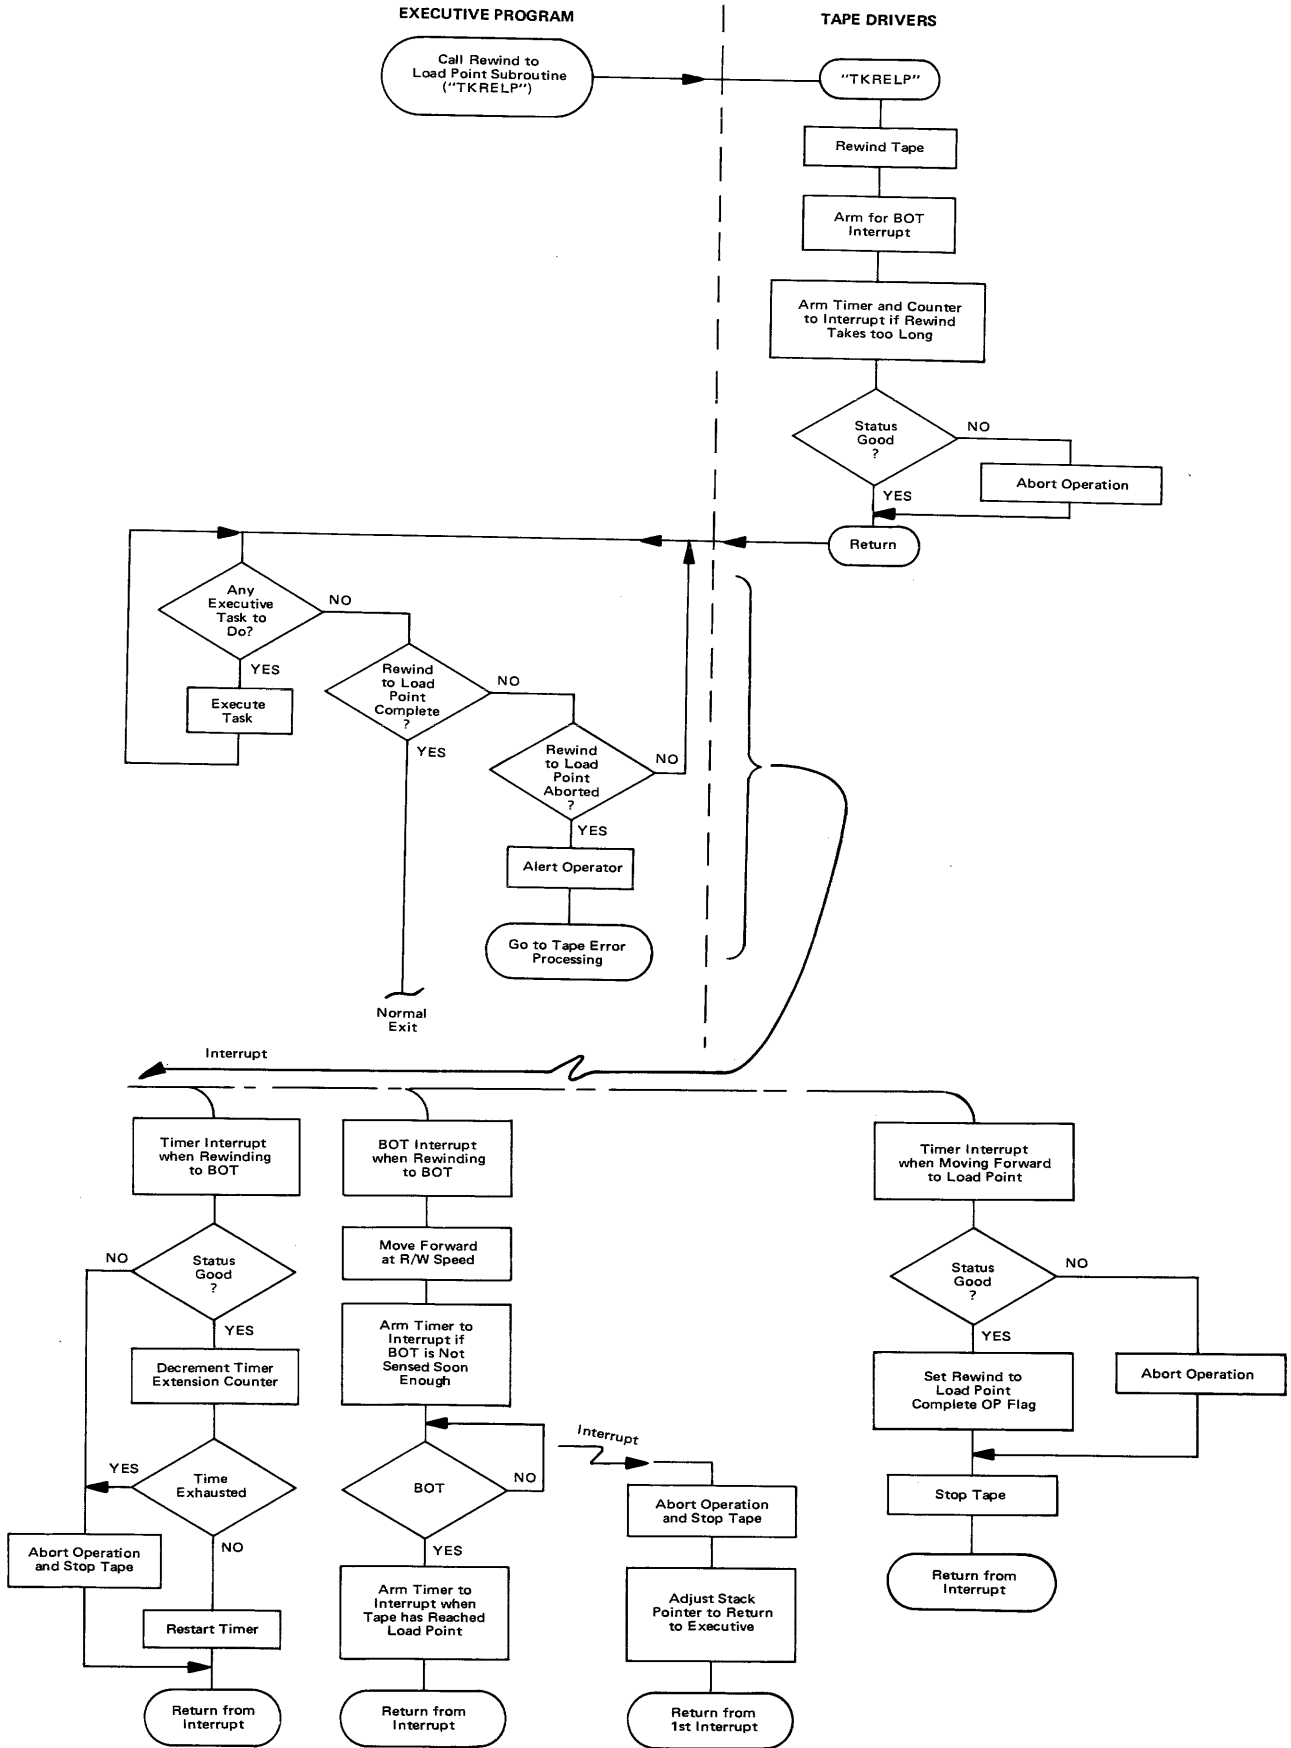 EXECUTIVE PROGRAM
TAPE DRIVERS
Call Rewind to
Load Point Subroutine
("TKRELP")
"TKRELP"
Rewind Tape
Arm for BOT
Interrupt
Arm Timer and Counter
to Interrupt if Rewind
Takes too Long
Status
Good
?
NO
Abort Operation
YES
Return
Any
Executive
Task to
Do?
NO
YES
Execute
Task
Rewind
to Load
Point
Complete
?
NO
YES
Rewind
to Load
Point
Aborted
?
NO
YES
Alert Operator
Go to Tape Error
Processing
Normal
Exit
Interrupt
Timer Interrupt
when Rewinding
to BOT
Status
Good
?
NO
YES
Decrement Timer
Extension Counter
Time
Exhausted
YES
NO
Abort Operation
and Stop Tape
Restart Timer
Return from
Interrupt
BOT Interrupt
when Rewinding
to BOT
Move Forward
at R/W Speed
Arm Timer to
Interrupt if
BOT is Not
Sensed Soon
Enough
BOT
NO
YES
Arm Timer to
Interrupt when
Tape has Reached
Load Point
Return from
Interrupt
Interrupt
Abort Operation
and Stop Tape
Adjust Stack
Pointer to Return
to Executive
Return from
1st Interrupt
Timer Interrupt
when Moving Forward
to Load Point
Status
Good
?
NO
YES
Set Rewind to
Load Point
Complete OP Flag
Abort Operation
Stop Tape
Return from
Interrupt